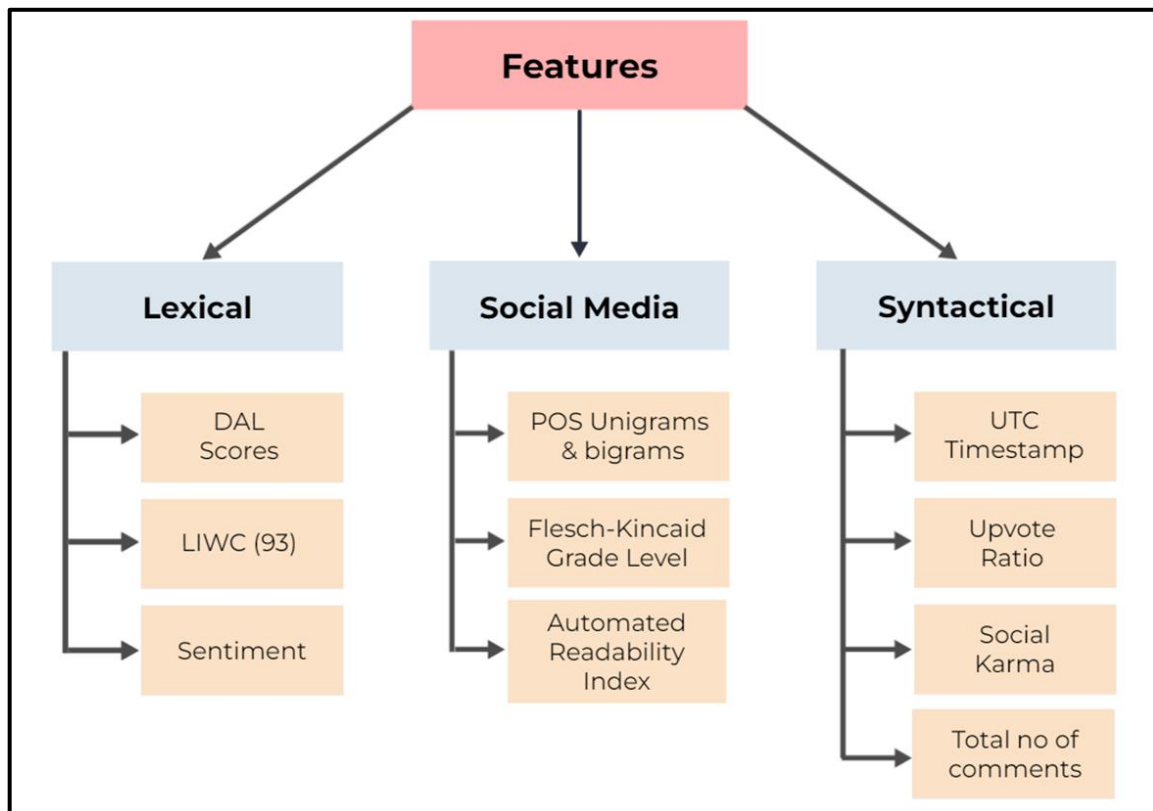 Features
Lexical
Social Media
Syntactical
DAL
Scores
LIWC (93)
Sentiment
POS Unigrams
& bigrams
Flesch-Kincaid
Grade Level
Automated
Readability
Index
UTC
Timestamp
Upvote
Ratio
Social
Karma
Total no of
comments